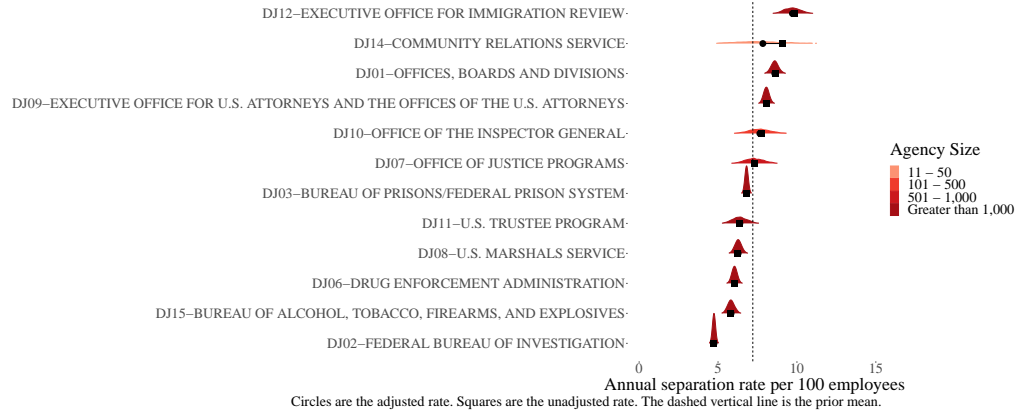 DJ12–EXECUTIVE OFFICE FOR IMMIGRATION REVIEW
DJ14–COMMUNITY RELATIONS SERVICE
DJ01–OFFICES, BOARDS AND DIVISIONS
DJ09–EXECUTIVE OFFICE FOR U.S. ATTORNEYS AND THE OFFICES OF THE U.S. ATTORNEYS
DJ10–OFFICE OF THE INSPECTOR GENERAL
DJ07–OFFICE OF JUSTICE PROGRAMS
DJ03–BUREAU OF PRISONS/FEDERAL PRISON SYSTEM
DJ11–U.S. TRUSTEE PROGRAM
DJ08–U.S. MARSHALS SERVICE
DJ06–DRUG ENFORCEMENT ADMINISTRATION
DJ15–BUREAU OF ALCOHOL, TOBACCO, FIREARMS, AND EXPLOSIVES
DJ02–FEDERAL BUREAU OF INVESTIGATION
0 5 10 15
Annual separation rate per 100 employees
Circles are the adjusted rate. Squares are the unadjusted rate. The dashed vertical line is the prior mean.
Agency Size
11 – 50
101 – 500
501 – 1,000
Greater than 1,000